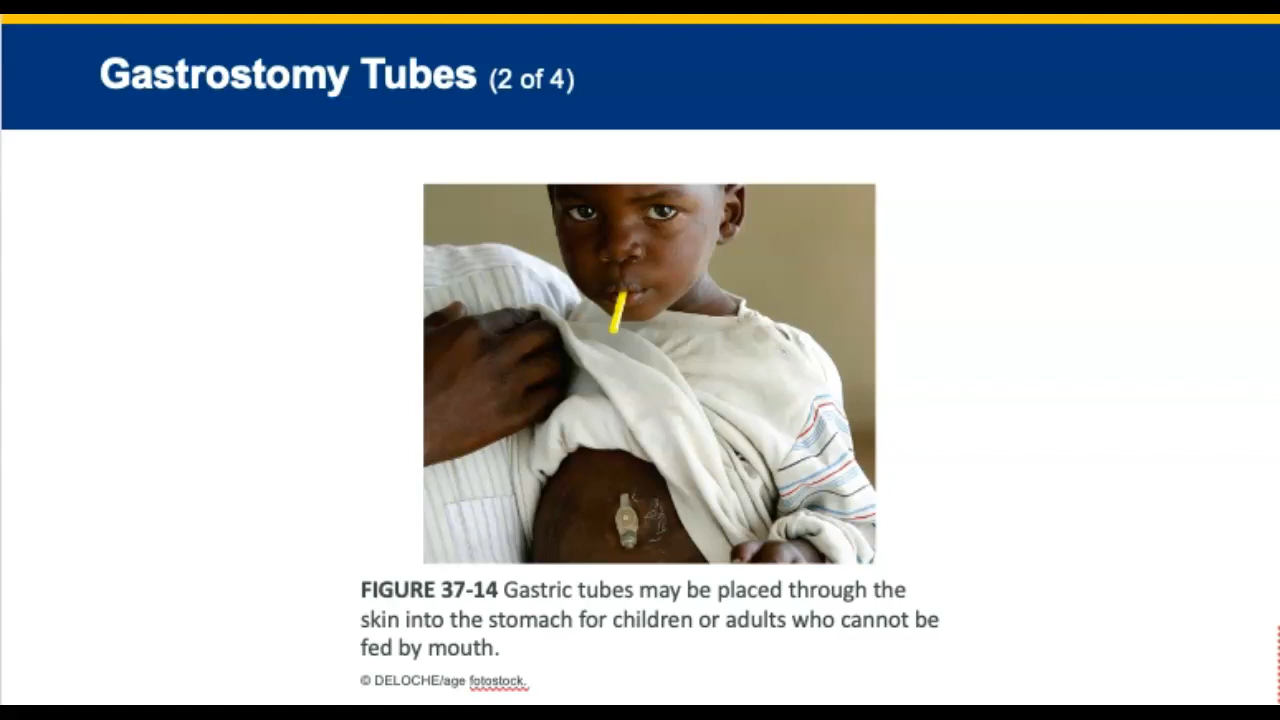 Gastrostomy Tubes (2 of 4)
FIGURE 37-14 Gastric tubes may be placed through the
skin into the stomach for children or adults who cannot be
fed by mouth.
© DELOCHE/age fotostock.